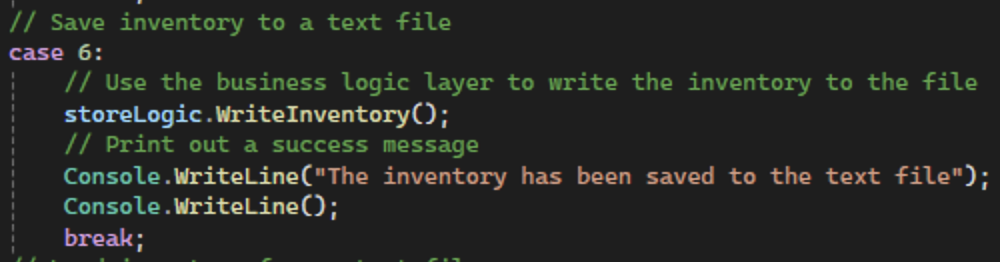 // Save inventory to a text file
case 6:
// Use the business logic layer to write the inventory to the file
storeLogic.WriteInventory();
// Print out a success message
Console.WriteLine("The inventory has been saved to the text file");
Console.WriteLine();
break;